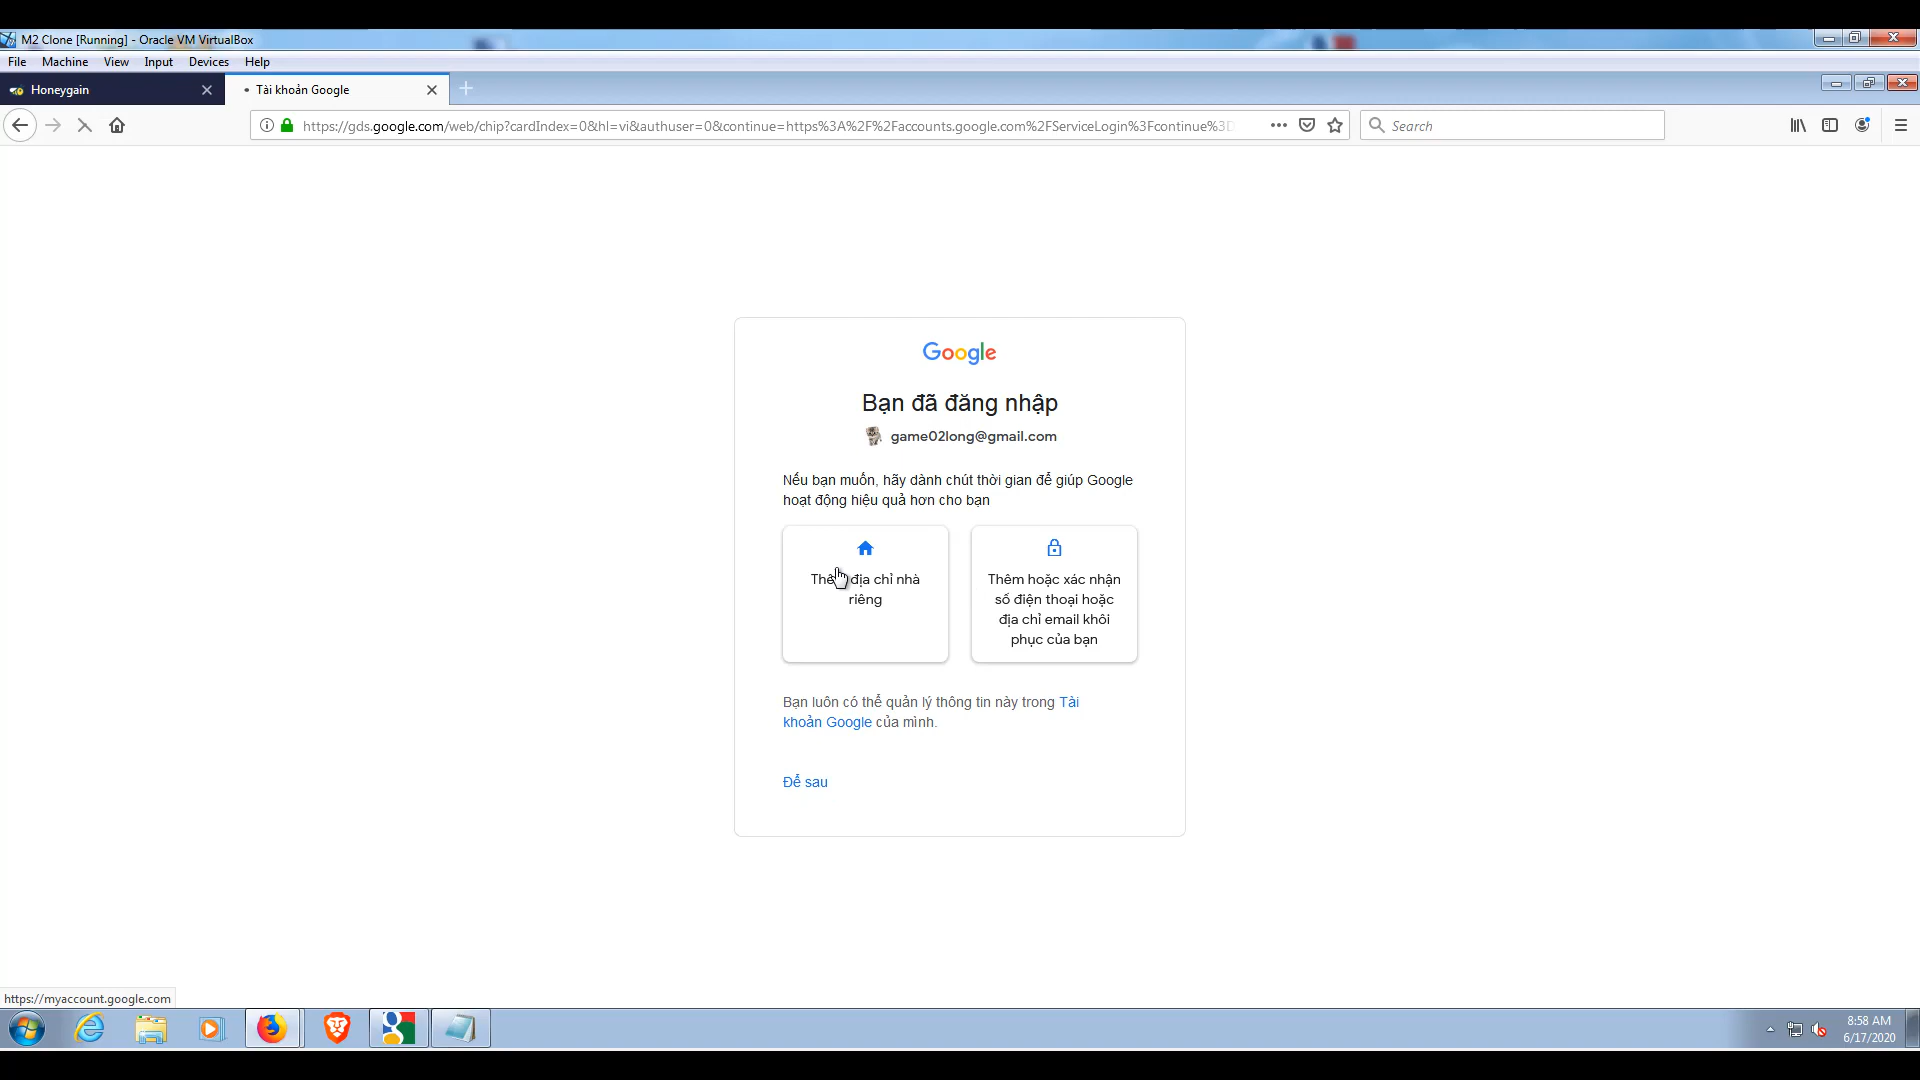 M2 Clone [Running] - Oracle VM VirtualBox
File Machine View Input Devices Help
Honeygain
Tài khoản Google
https://gds.google.com/web/chip?cardIndex=0&hl=vi&authuser=0&continue=https%3A%2F%2Faccounts.google.com%2FServiceLogin%3Fcontinue%3D
Search
Google
Bạn đã đăng nhập
game02long@gmail.com
Nếu bạn muốn, hãy dành chút thời gian để giúp Google
hoạt động hiệu quả hơn cho bạn
địa chỉ nhà
riêng
Thêm hoặc xác nhận
số điện thoại hoặc
địa chỉ email khôi
phục của bạn
Bạn luôn có thể quản lý thông tin này trong Tài
khoản Google của mình.
Để sau
https://myaccount.google.com
8:58 AM
6/17/2020